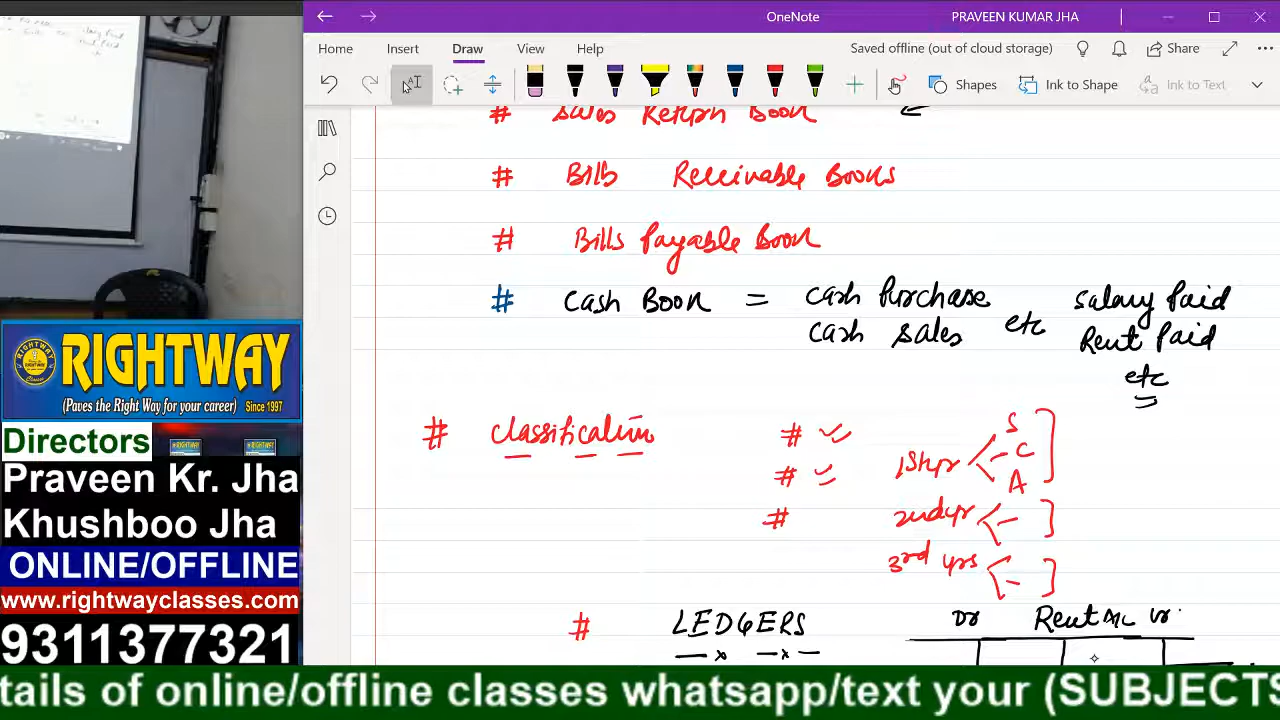 OneNote
PRAVEEN KUMAR JHA
Home Insert Draw View Help
Saved offline (out of cloud storage)
Share
Shapes
Ink to Shape
Ink to Text
# Sales Return Book
# Bills Receivable Books
# Bills Payable Book
# Cash Book = Cash Purchase
Cash Sales
etc
Salary Paid
Rent Paid
etc
# Classification
#
#
#
1st yr
S
C
A
2nd yr
3rd yrs
# LEDGERS
Dr Rent A/c
RIGHTWAY
(Paves the Right Way for your career) Since 1997
Directors
Praveen Kr. Jha
Khushboo Jha
ONLINE/OFFLINE
www.rightwayclasses.com
9311377321
tails of online/offline classes whatsapp/text your (SUBJECTS